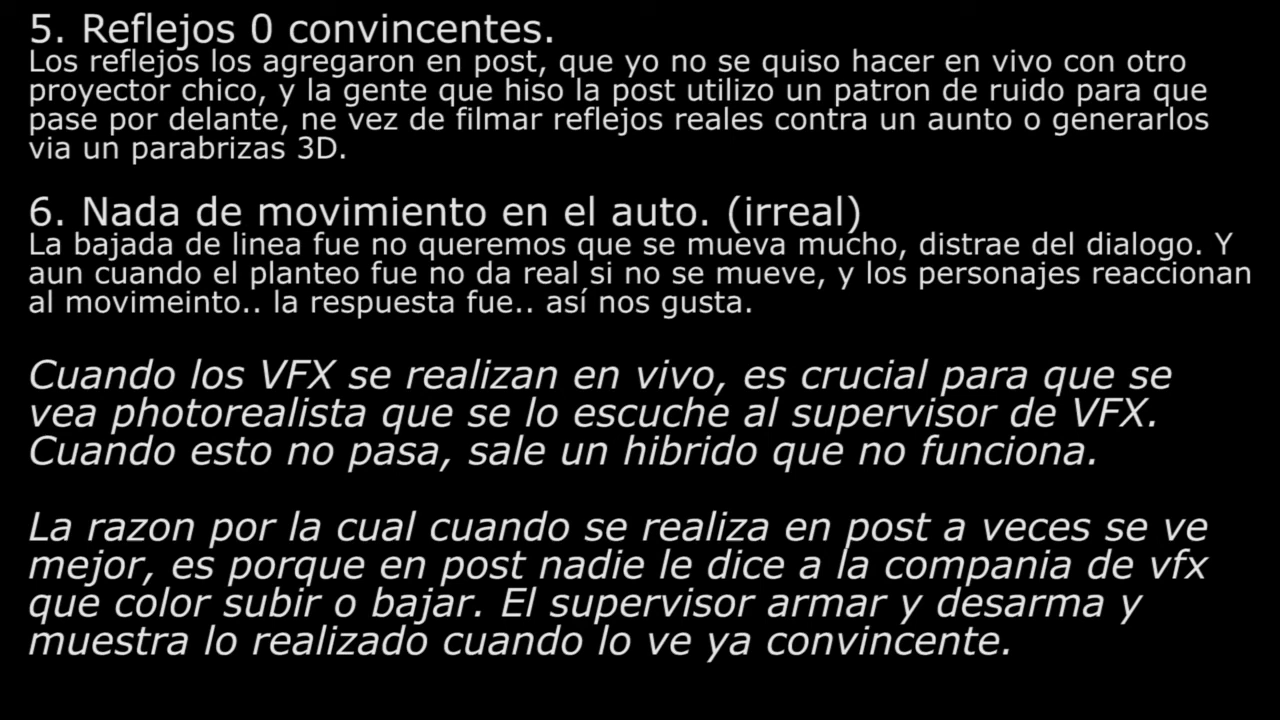 5. Reflejos 0 convincentes.
Los reflejos los agregaron en post, que yo no se quiso hacer en vivo con otro
proyector chico, y la gente que hiso la post utilizo un patron de ruido para que
pase por delante, ne vez de filmar reflejos reales contra un aunto o generarlos
via un parabrizas 3D.
6. Nada de movimiento en el auto. (irreal)
La bajada de linea fue no queremos que se mueva mucho, distrae del dialogo. Y
aun cuando el planteo fue no da real si no se mueve, y los personajes reaccionan
al movimeinto.. la respuesta fue.. así nos gusta.
Cuando los VFX se realizan en vivo, es crucial para que se
vea photorealista que se lo escuche al supervisor de VFX.
Cuando esto no pasa, sale un hibrido que no funciona.
La razon por la cual cuando se realiza en post a veces se ve
mejor, es porque en post nadie le dice a la compania de vfx
que color subir o bajar. El supervisor armar y desarma y
muestra lo realizado cuando lo ve ya convincente.